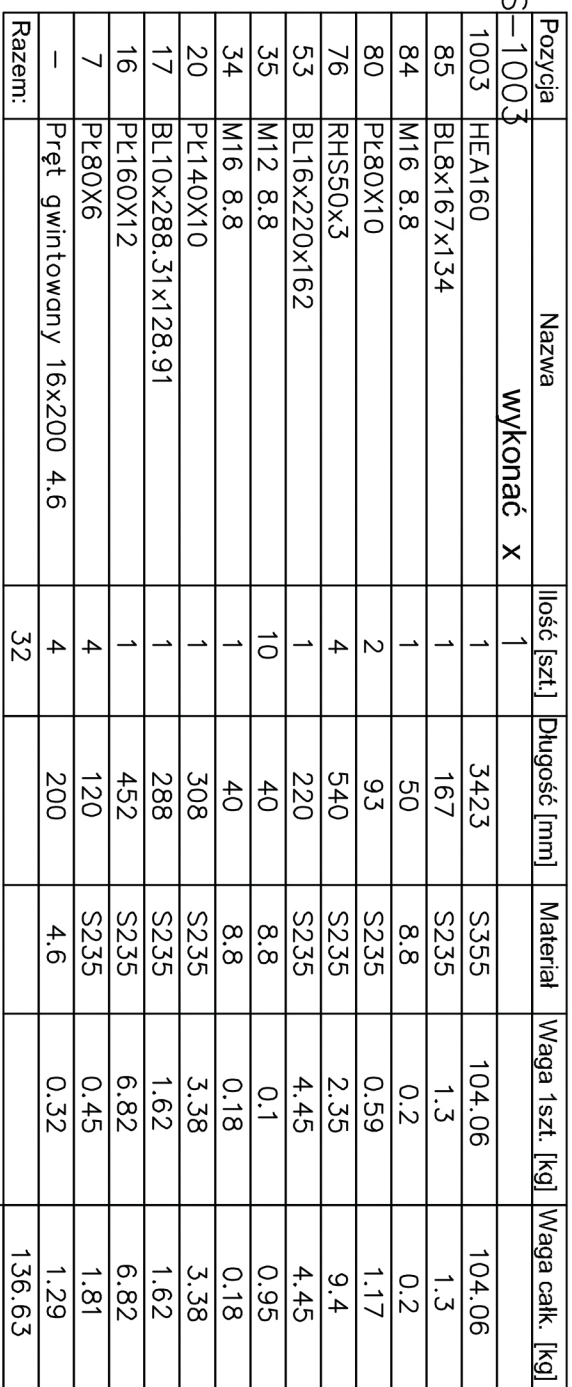 Pozycja Nazwa Ilość [szt.] Długość [mm] Materiał Waga 1szt. [kg] Waga całk. [kg]
S-1003 wykonać x 1
1003 HEA160 1 3423 S355 104.06 104.06
85 BL8x167x134 1 167 S235 1.3 1.3
84 M16 8.8 1 50 8.8 0.2 0.2
80 PŁ80X10 2 93 S235 0.59 1.17
76 RHS50x3 4 540 S235 2.35 9.4
53 BL16x220x162 1 220 S235 4.45 4.45
35 M12 8.8 10 40 8.8 0.1 0.95
34 M16 8.8 1 40 8.8 0.18 0.18
20 PŁ140X10 1 308 S235 3.38 3.38
17 BL10x288.31x128.91 1 288 S235 1.62 1.62
16 PŁ160X12 1 452 S235 6.82 6.82
7 PŁ80X6 4 120 S235 0.45 1.81
– Pręt gwintowany 16x200 4.6 4 200 4.6 0.32 1.29
Razem: 32 136.63